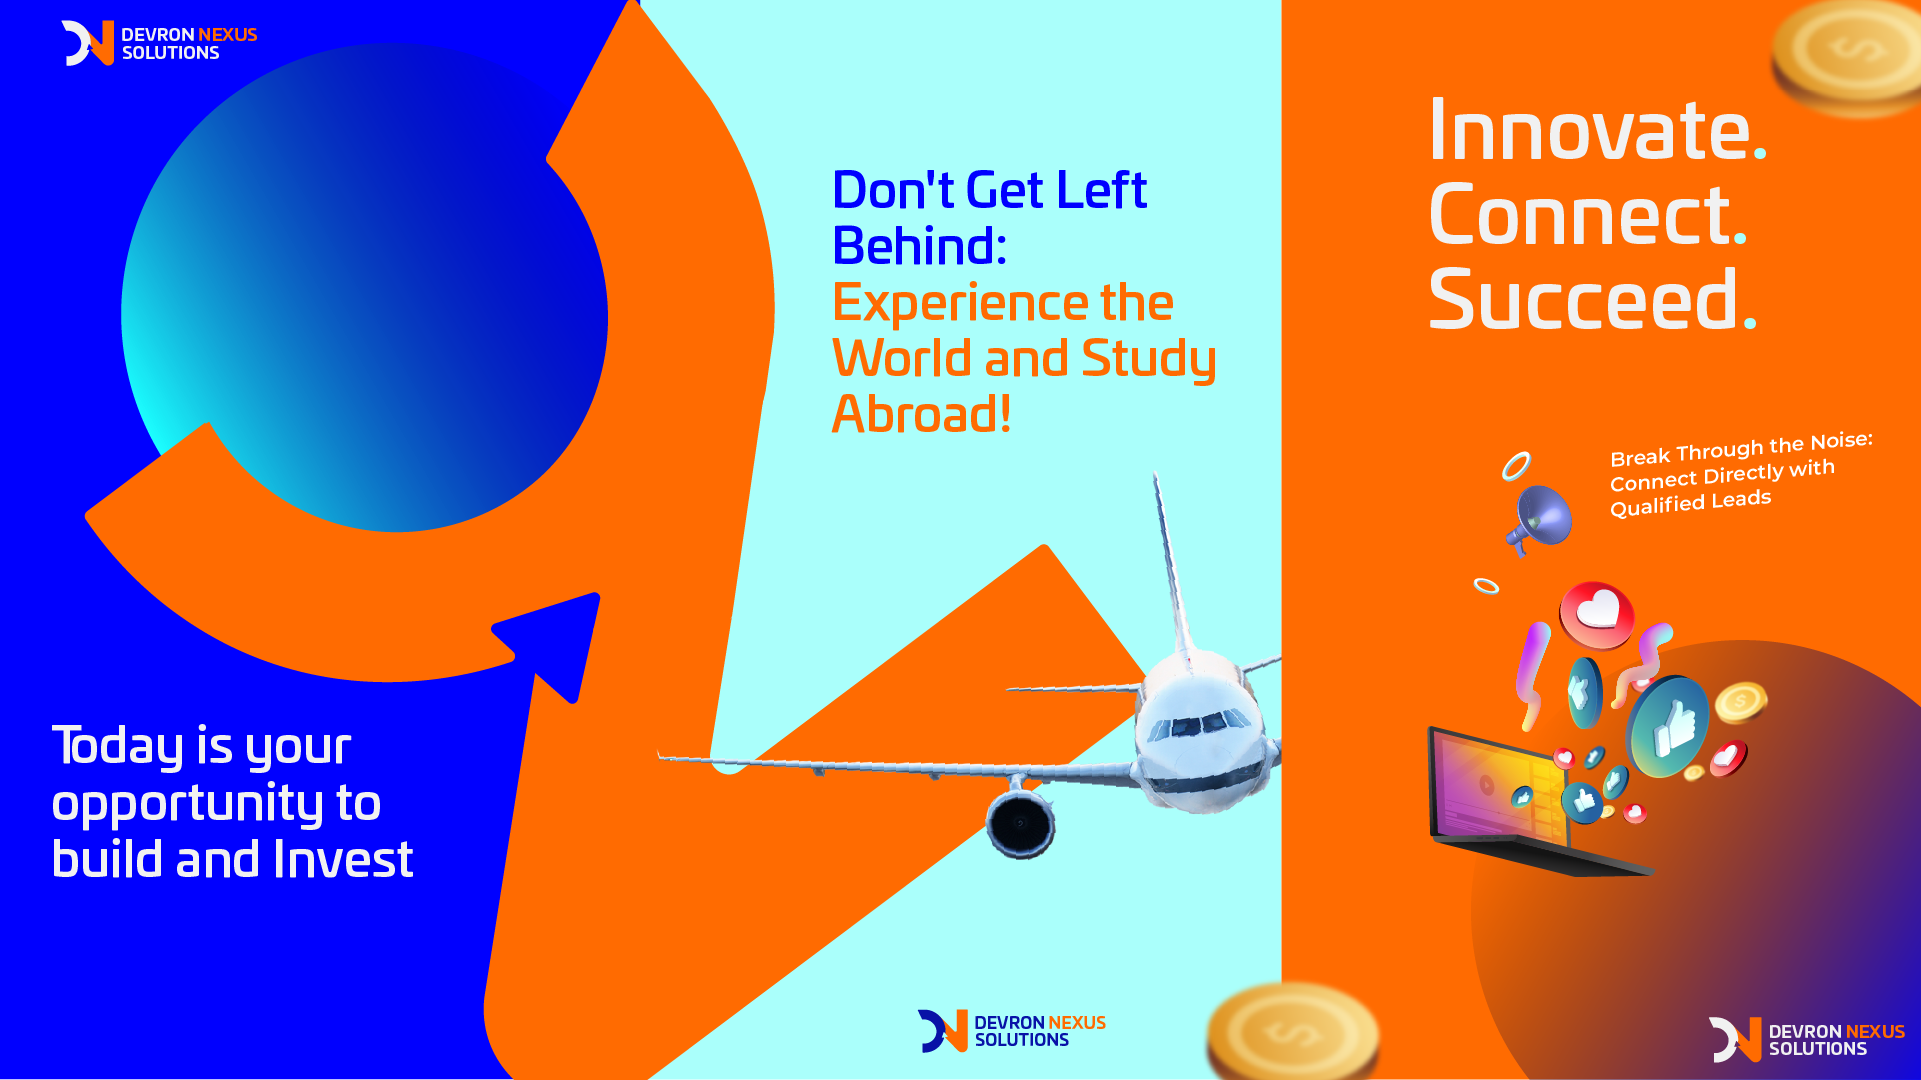 DEVRON NEXUS
SOLUTIONS
Today is your
opportunity to
build and Invest
Don't Get Left
Behind:
Experience the
World and Study
Abroad!
DEVRON NEXUS
SOLUTIONS
Innovate.
Connect.
Succeed.
Break Through the Noise:
Connect Directly with
Qualified Leads
DEVRON NEXUS
SOLUTIONS